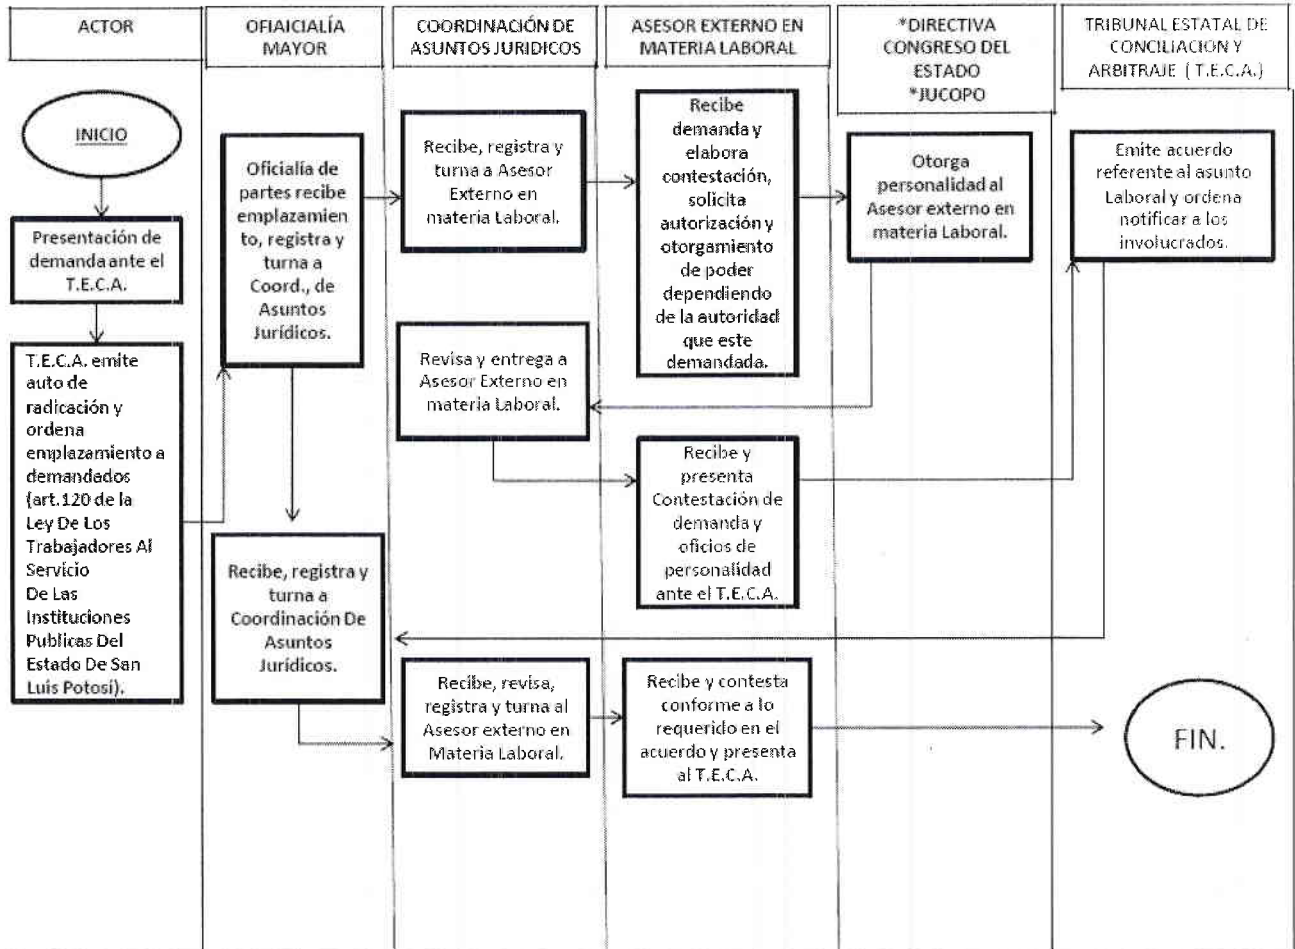 ACTOR
OFIAICIALÍA
MAYOR
COORDINACIÓN DE
ASUNTOS JURIDICOS
ASESOR EXTERNO EN
MATERIA LABORAL
*DIRECTIVA
CONGRESO DEL
ESTADO
*JUCOPO
TRIBUNAL ESTATAL DE
CONCILIACION Y
ARBITRAJE ( T.E.C.A.)
INICIO
Presentación de
demanda ante el
T.E.C.A.
T.E.C.A. emite
auto de
radicación y
ordena
emplazamiento a
demandados
(art.120 de la
Ley De Los
Trabajadores Al
Servicio
De Las
Instituciones
Publicas Del
Estado De San
Luis Potosí).
Oficialía de
partes recibe
emplazamien
to, registra y
turna a
Coord., de
Asuntos
Jurídicos.
Recibe, registra y
turna a
Coordinación De
Asuntos
Jurídicos.
Recibe, registra y
turna a Asesor
Externo en
materia Laboral.
Revisa y entrega a
Asesor Externo en
materia Laboral.
Recibe, revisa,
registra y turna al
Asesor externo en
Materia Laboral.
Recibe
demanda y
elabora
contestación,
solicita
autorización y
otorgamiento
de poder
dependiendo
de la autoridad
que este
demandada.
Recibe y
presenta
Contestación de
demanda y
oficios de
personalidad
ante el T.E.C.A.
Recibe y contesta
conforme a lo
requerido en el
acuerdo y presenta
al T.E.C.A.
Otorga
personalidad al
Asesor externo en
materia Laboral.
Emite acuerdo
referente al asunto
Laboral y ordena
notificar a los
involucrados.
FIN.